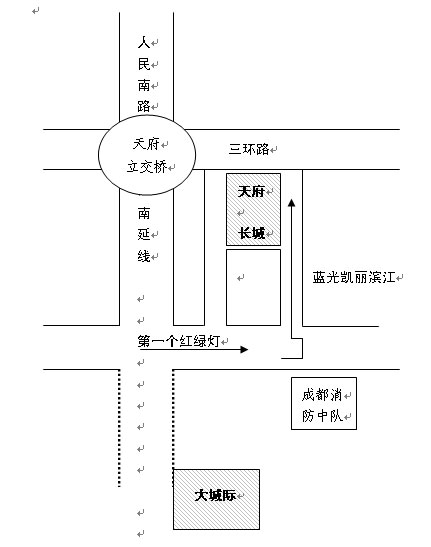 人
民
南
路
天府
立交桥
三环路
天府
长城
南
延
线
蓝光凯丽滨江
第一个红绿灯
成都消
防中队
大城际